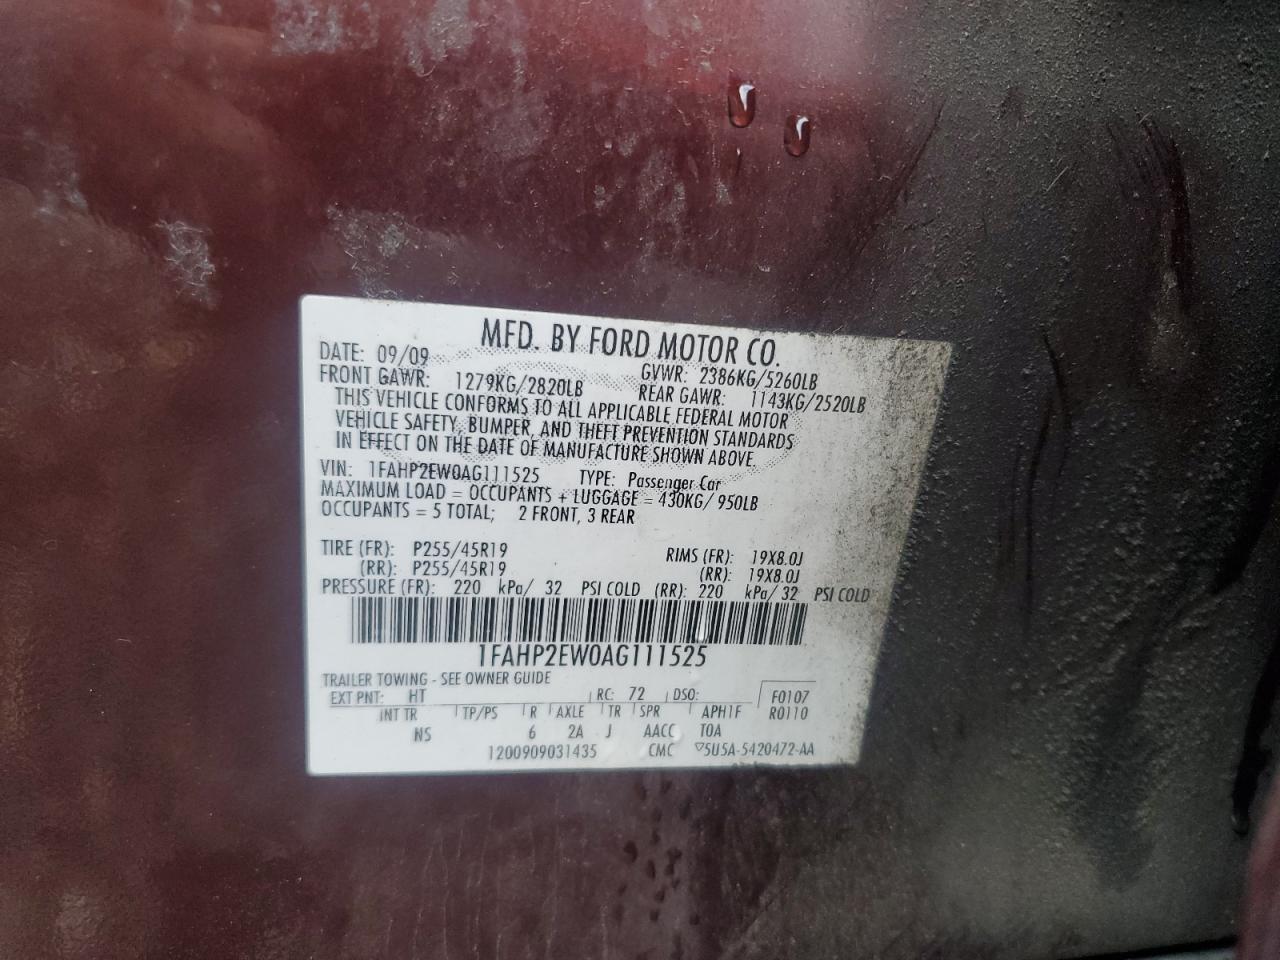 MFD. BY FORD MOTOR CO.
DATE: 09/09 GVWR: 2386KG/5260LB
FRONT GAWR: 1279KG/2820LB REAR GAWR: 1143KG/2520LB
THIS VEHICLE CONFORMS TO ALL APPLICABLE FEDERAL MOTOR
VEHICLE SAFETY, BUMPER, AND THEFT PREVENTION STANDARDS
IN EFFECT ON THE DATE OF MANUFACTURE SHOWN ABOVE.
VIN: 1FAHP2EW0AG111525 TYPE: Passenger Car
MAXIMUM LOAD = OCCUPANTS + LUGGAGE = 430KG/ 950LB
OCCUPANTS = 5 TOTAL; 2 FRONT, 3 REAR
TIRE (FR): P255/45R19 RIMS (FR): 19X8.0J
(RR): P255/45R19 (RR): 19X8.0J
PRESSURE (FR): 220 kPa/ 32 PSI COLD (RR): 220 kPa/ 32 PSI COLD
1FAHP2EW0AG111525
TRAILER TOWING - SEE OWNER GUIDE
EXT PNT: HT RC: 72 DSO: F0107
INT TR TP/PS R AXLE TR SPR APH1F R0110
NS 6 2A J AACC TOA
1200909031435 CMC ▽5U5A-5420472-AA